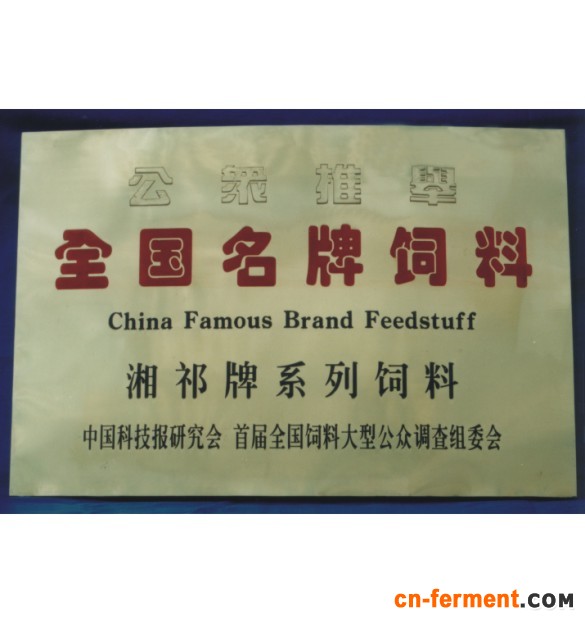 公眾推舉
全国名牌饲料
China Famous Brand Feedstuff
湘祁牌系列饲料
中国科技报研究会 首届全国饲料大型公众调查组委会
cn-ferment.com